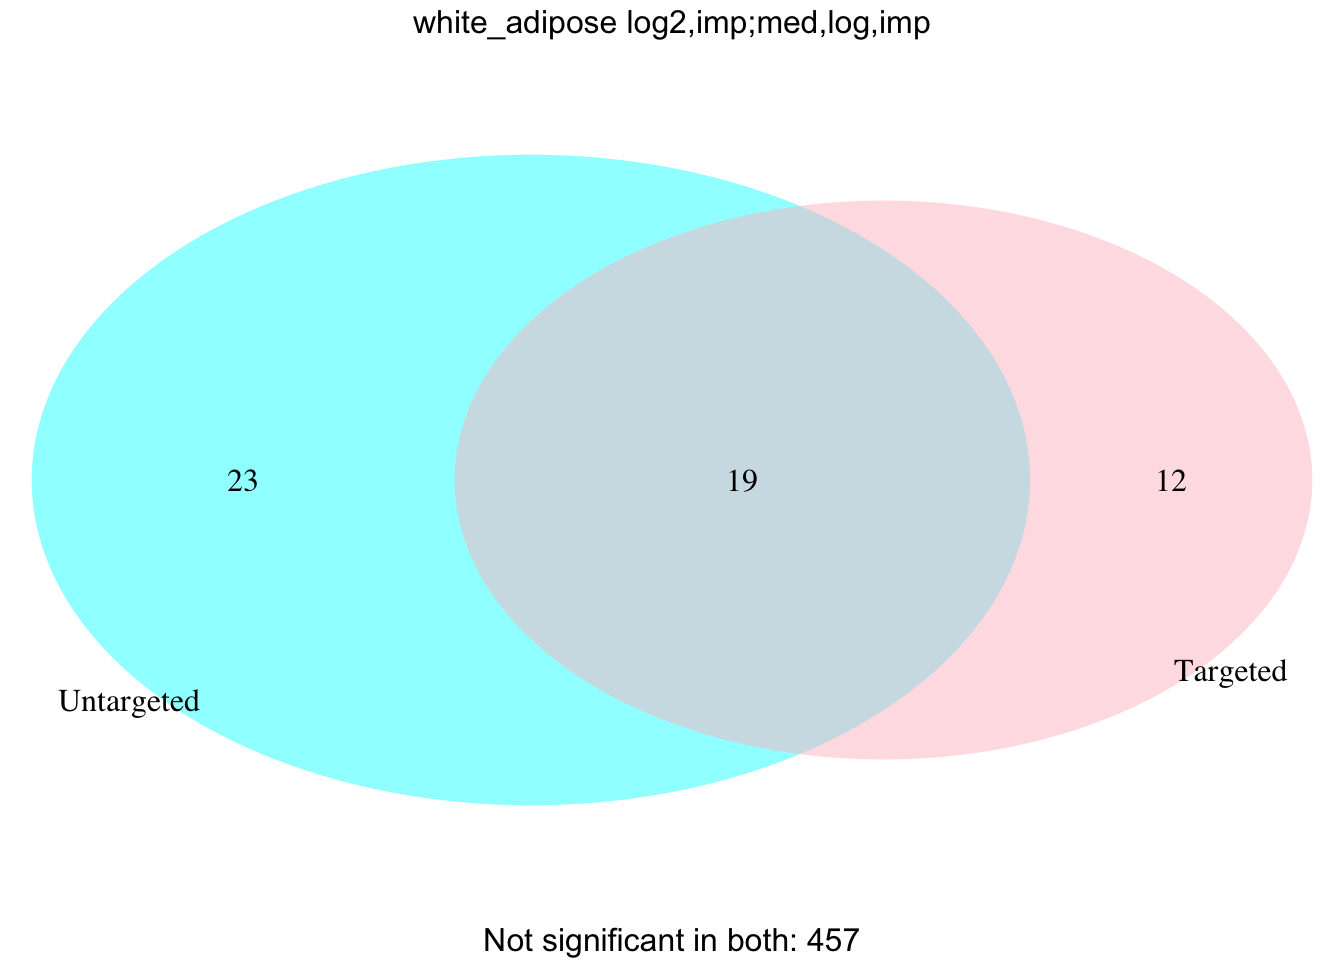 white_adipose log2,imp;med,log,imp
23
19
12
Targeted
Untargeted
Not significant in both: 457